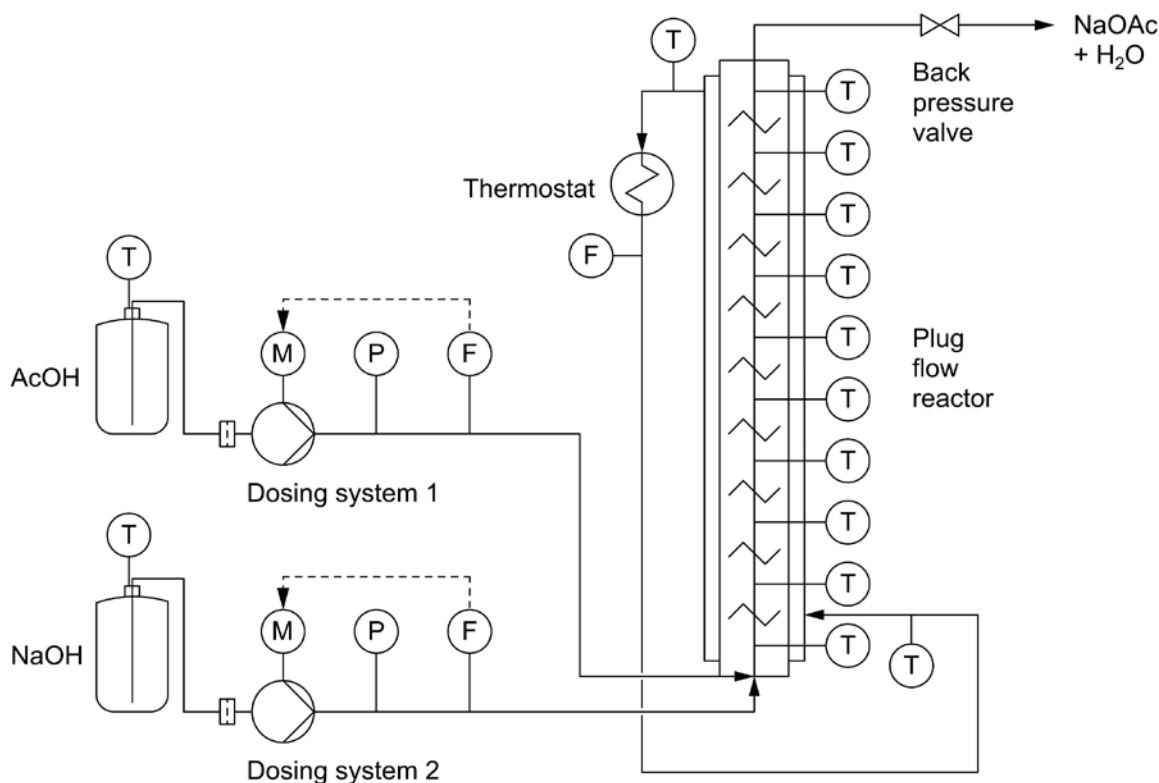 T
NaOAc
+ H₂O
Back
pressure
valve
T
T
T
Thermostat
T
F
T
T
M
P
F
T
Plug
flow
reactor
AcOH
T
T
Dosing system 1
T
T
T
M
P
F
T
NaOH
T
Dosing system 2